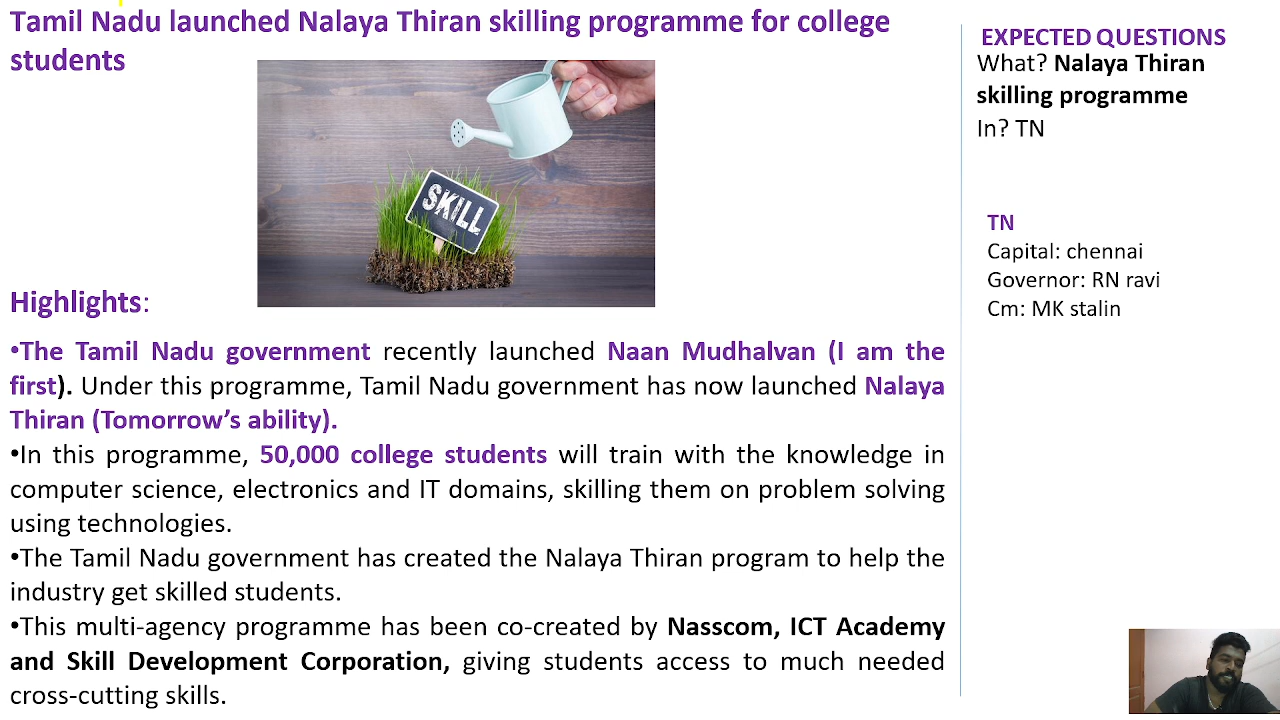 Tamil Nadu launched Nalaya Thiran skilling programme for college
students
SKILL
Highlights:
•The Tamil Nadu government recently launched Naan Mudhalvan (I am the
first). Under this programme, Tamil Nadu government has now launched Nalaya
Thiran (Tomorrow’s ability).
•In this programme, 50,000 college students will train with the knowledge in
computer science, electronics and IT domains, skilling them on problem solving
using technologies.
•The Tamil Nadu government has created the Nalaya Thiran program to help the
industry get skilled students.
•This multi-agency programme has been co-created by Nasscom, ICT Academy
and Skill Development Corporation, giving students access to much needed
cross-cutting skills.
EXPECTED QUESTIONS
What? Nalaya Thiran
skilling programme
In? TN
TN
Capital: chennai
Governor: RN ravi
Cm: MK stalin